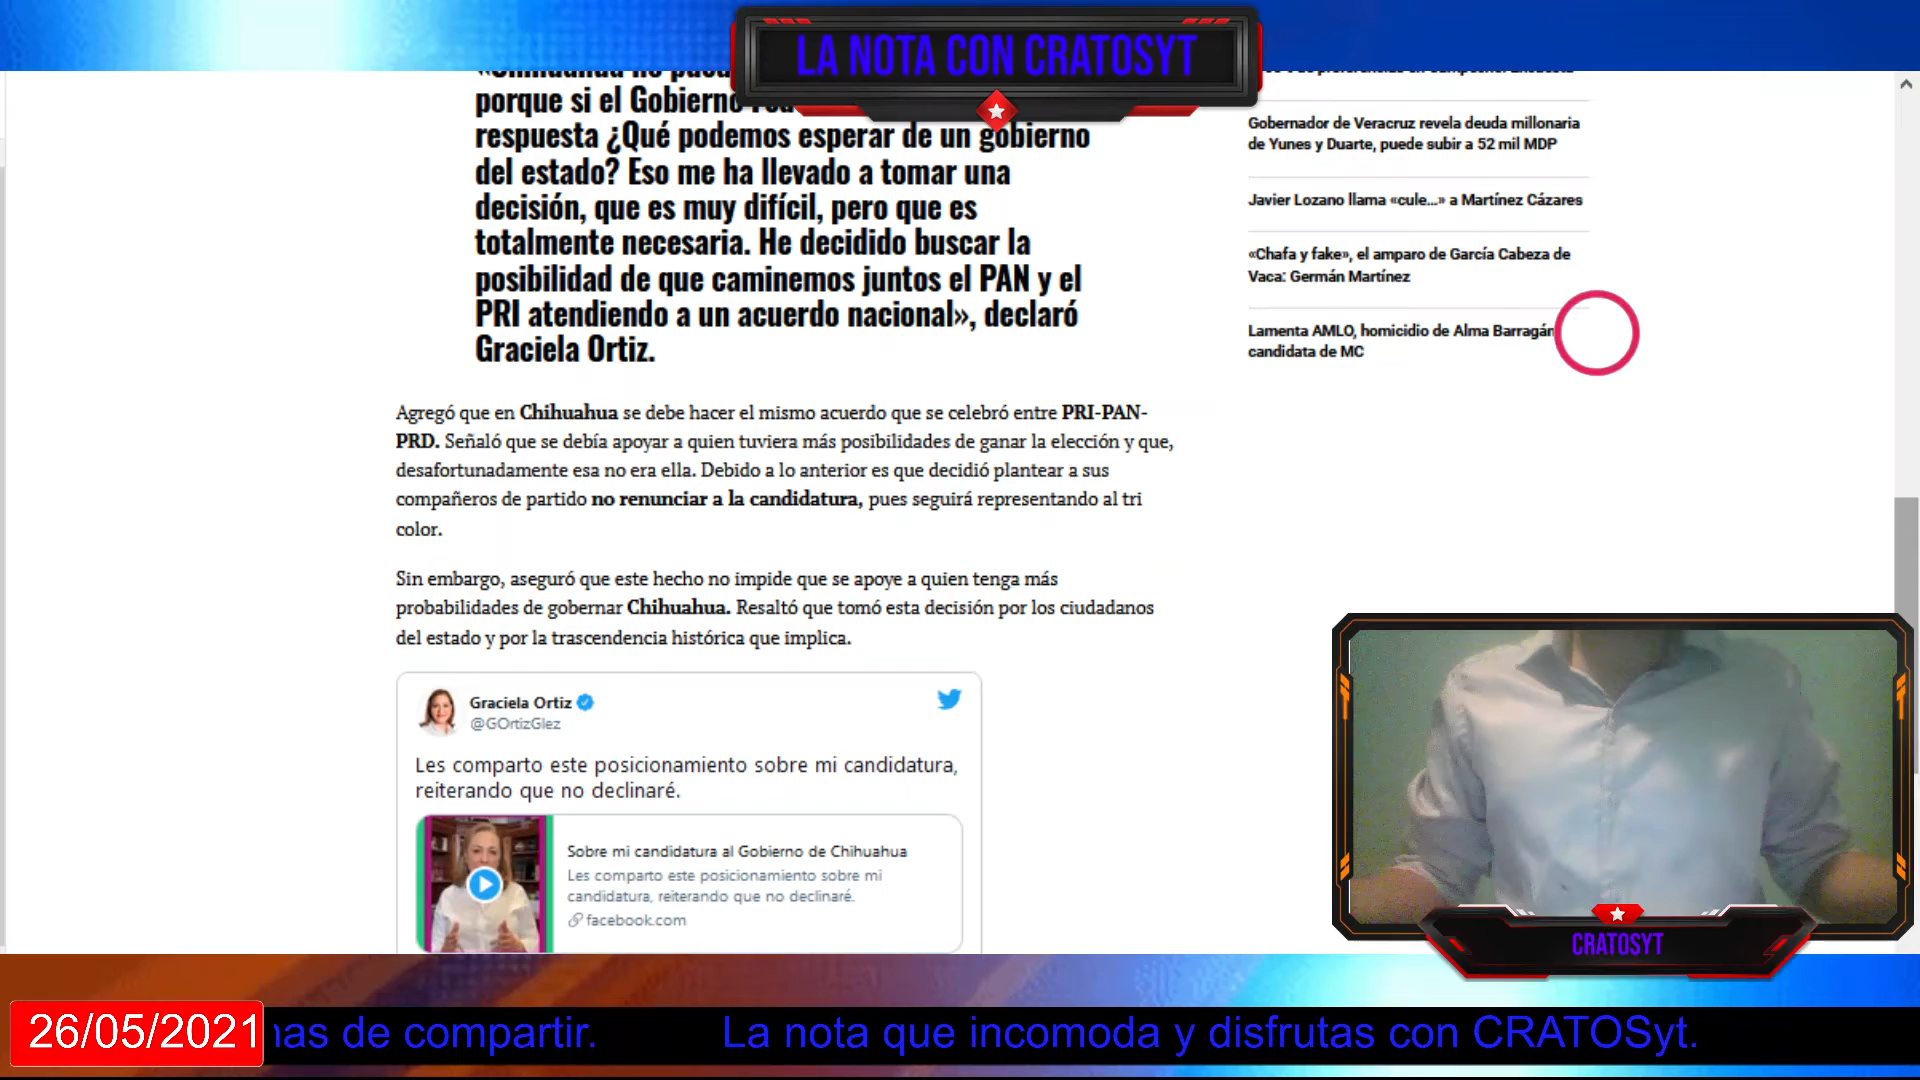 LA NOTA CON CRATOSYT
porque si el Gobierno
respuesta ¿Qué podemos esperar de un gobierno
del estado? Eso me ha llevado a tomar una
decisión, que es muy difícil, pero que es
totalmente necesaria. He decidido buscar la
posibilidad de que caminemos juntos el PAN y el
PRI atendiendo a un acuerdo nacional», declaró
Graciela Ortiz.
Agregó que en Chihuahua se debe hacer el mismo acuerdo que se celebró entre PRI-PAN-
PRD. Señaló que se debía apoyar a quien tuviera más posibilidades de ganar la elección y que,
desafortunadamente esa no era ella. Debido a lo anterior es que decidió plantear a sus
compañeros de partido no renunciar a la candidatura, pues seguirá representando al tri
color.
Sin embargo, aseguró que este hecho no impide que se apoye a quien tenga más
probabilidades de gobernar Chihuahua. Resaltó que tomó esta decisión por los ciudadanos
del estado y por la trascendencia histórica que implica.
Graciela Ortiz
@GOrtizGlez
Les comparto este posicionamiento sobre mi candidatura,
reiterando que no declinaré.
Sobre mi candidatura al Gobierno de Chihuahua
Les comparto este posicionamiento sobre mi
candidatura, reiterando que no declinaré.
facebook.com
Gobernador de Veracruz revela deuda millonaria
de Yunes y Duarte, puede subir a 52 mil MDP
Javier Lozano llama «cule...» a Martínez Cázares
«Chafa y fake», el amparo de García Cabeza de
Vaca: Germán Martínez
Lamenta AMLO, homicidio de Alma Barragán
candidata de MC
CRATOSYT
26/05/2021
nas de compartir. La nota que incomoda y disfrutas con CRATOSyt.